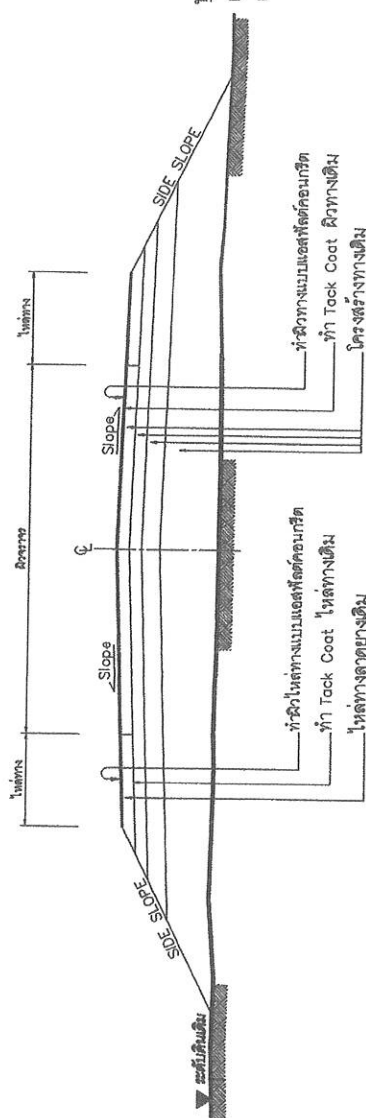 ไหล่ทาง
ผิวจราจร
ไหล่ทาง
SIDE SLOPE
Slope
℄
Slope
SIDE SLOPE
ระดับดินเดิม
ทำผิวไหล่ทางแบบแอสฟัลต์คอนกรีต
ทำ Tack Coat ไหล่ทางเดิม
ไหล่ทางลาดยางเดิม
ทำผิวทางแบบแอสฟัลต์คอนกรีต
ทำ Tack Coat ผิวทางเดิม
โครงสร้างทางเดิม